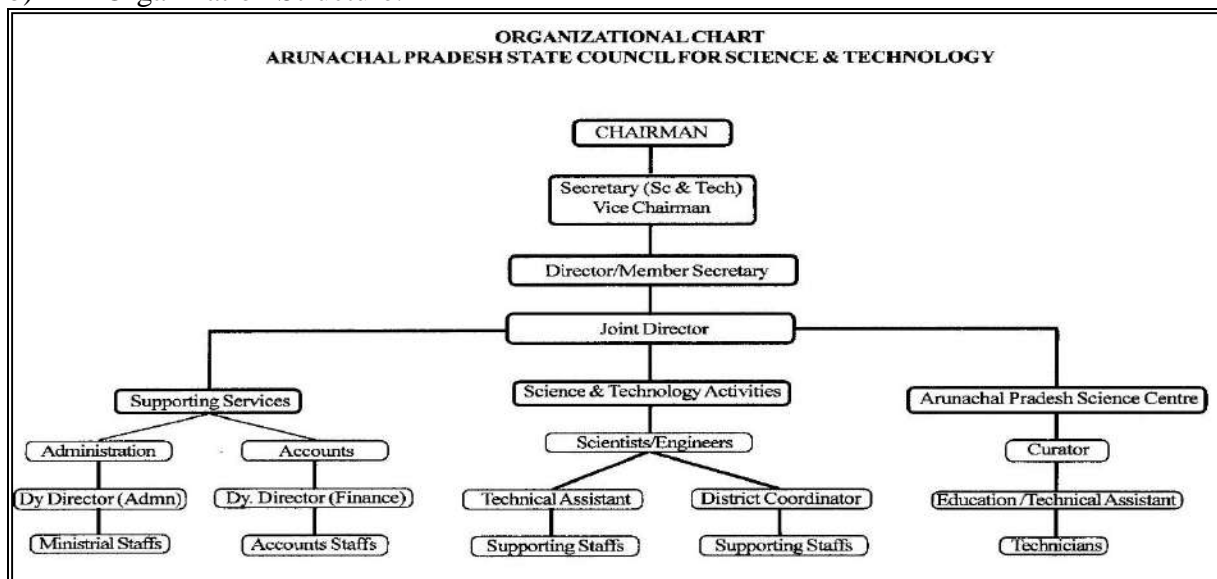 ORGANIZATIONAL CHART
ARUNACHAL PRADESH STATE COUNCIL FOR SCIENCE & TECHNOLOGY
CHAIRMAN
Secretary (Sc & Tech)
Vice Chairman
Director/Member Secretary
Joint Director
Supporting Services
Science & Technology Activities
Arunachal Pradesh Science Centre
Administration
Accounts
Scientists/Engineers
Curator
Dy Director (Admn)
Dy. Director (Finance)
Technical Assistant
District Coordinator
Education /Technical Assistant
Ministrial Staffs
Accounts Staffs
Supporting Staffs
Supporting Staffs
Technicians